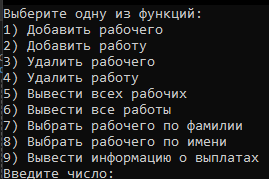 Выберите одну из функций:
1) Добавить рабочего
2) Добавить работу
3) Удалить рабочего
4) Удалить работу
5) Вывести всех рабочих
6) Вывести все работы
7) Выбрать рабочего по фамилии
8) Выбрать рабочего по имени
9) Вывести информацию о выплатах
Введите число: